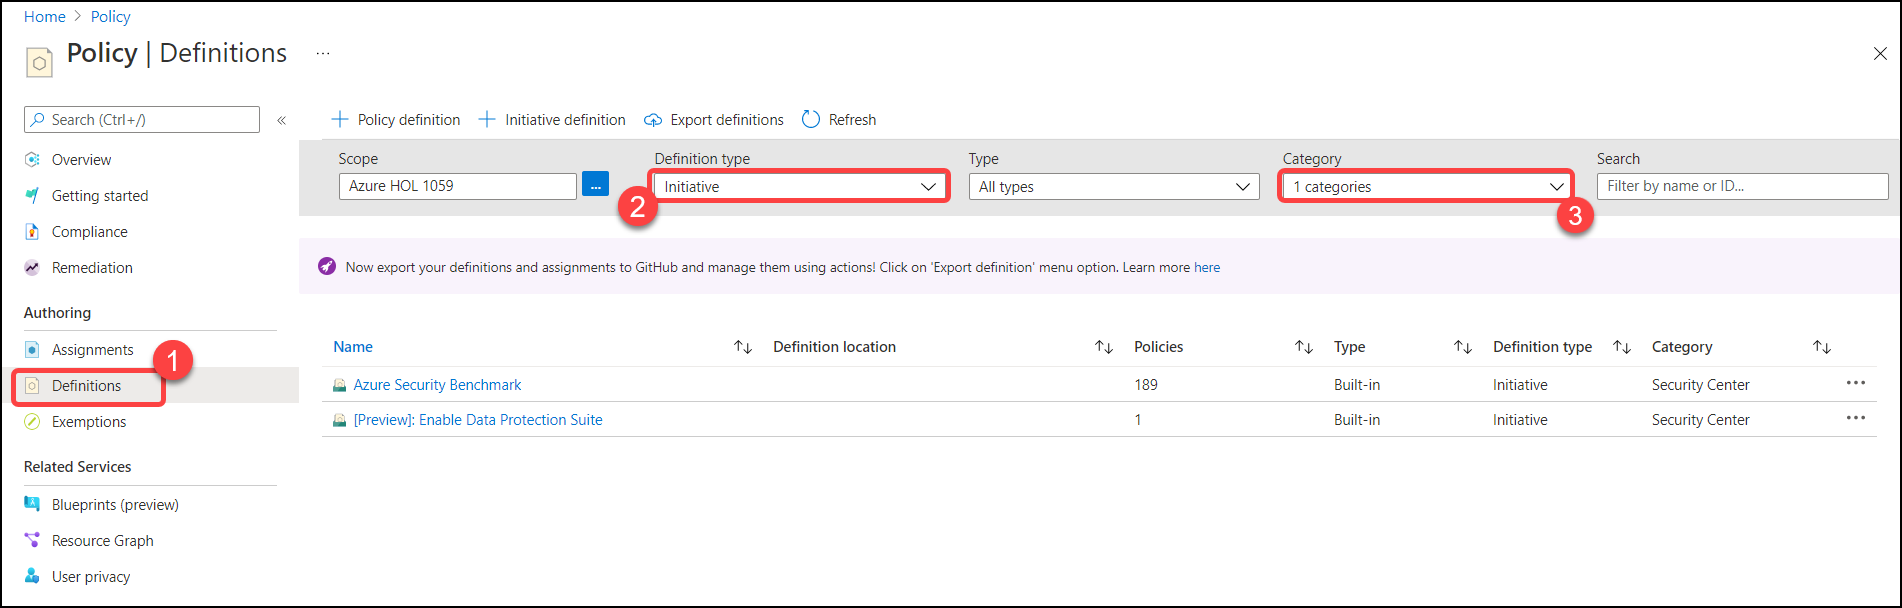 Home > Policy
Policy | Definitions ...
Search (Ctrl+/) «
Overview
Getting started
Compliance
Remediation
Authoring
Assignments
1
Definitions
Exemptions
Related Services
Blueprints (preview)
Resource Graph
User privacy
+ Policy definition + Initiative definition Export definitions Refresh
Scope Definition type Type Category Search
Azure HOL 1059 ... Initiative All types 1 categories Filter by name or ID...
2 3
Now export your definitions and assignments to GitHub and manage them using actions! Click on 'Export definition' menu option. Learn more here
Name Definition location Policies Type Definition type Category
Azure Security Benchmark 189 Built-in Initiative Security Center ...
[Preview]: Enable Data Protection Suite 1 Built-in Initiative Security Center ...